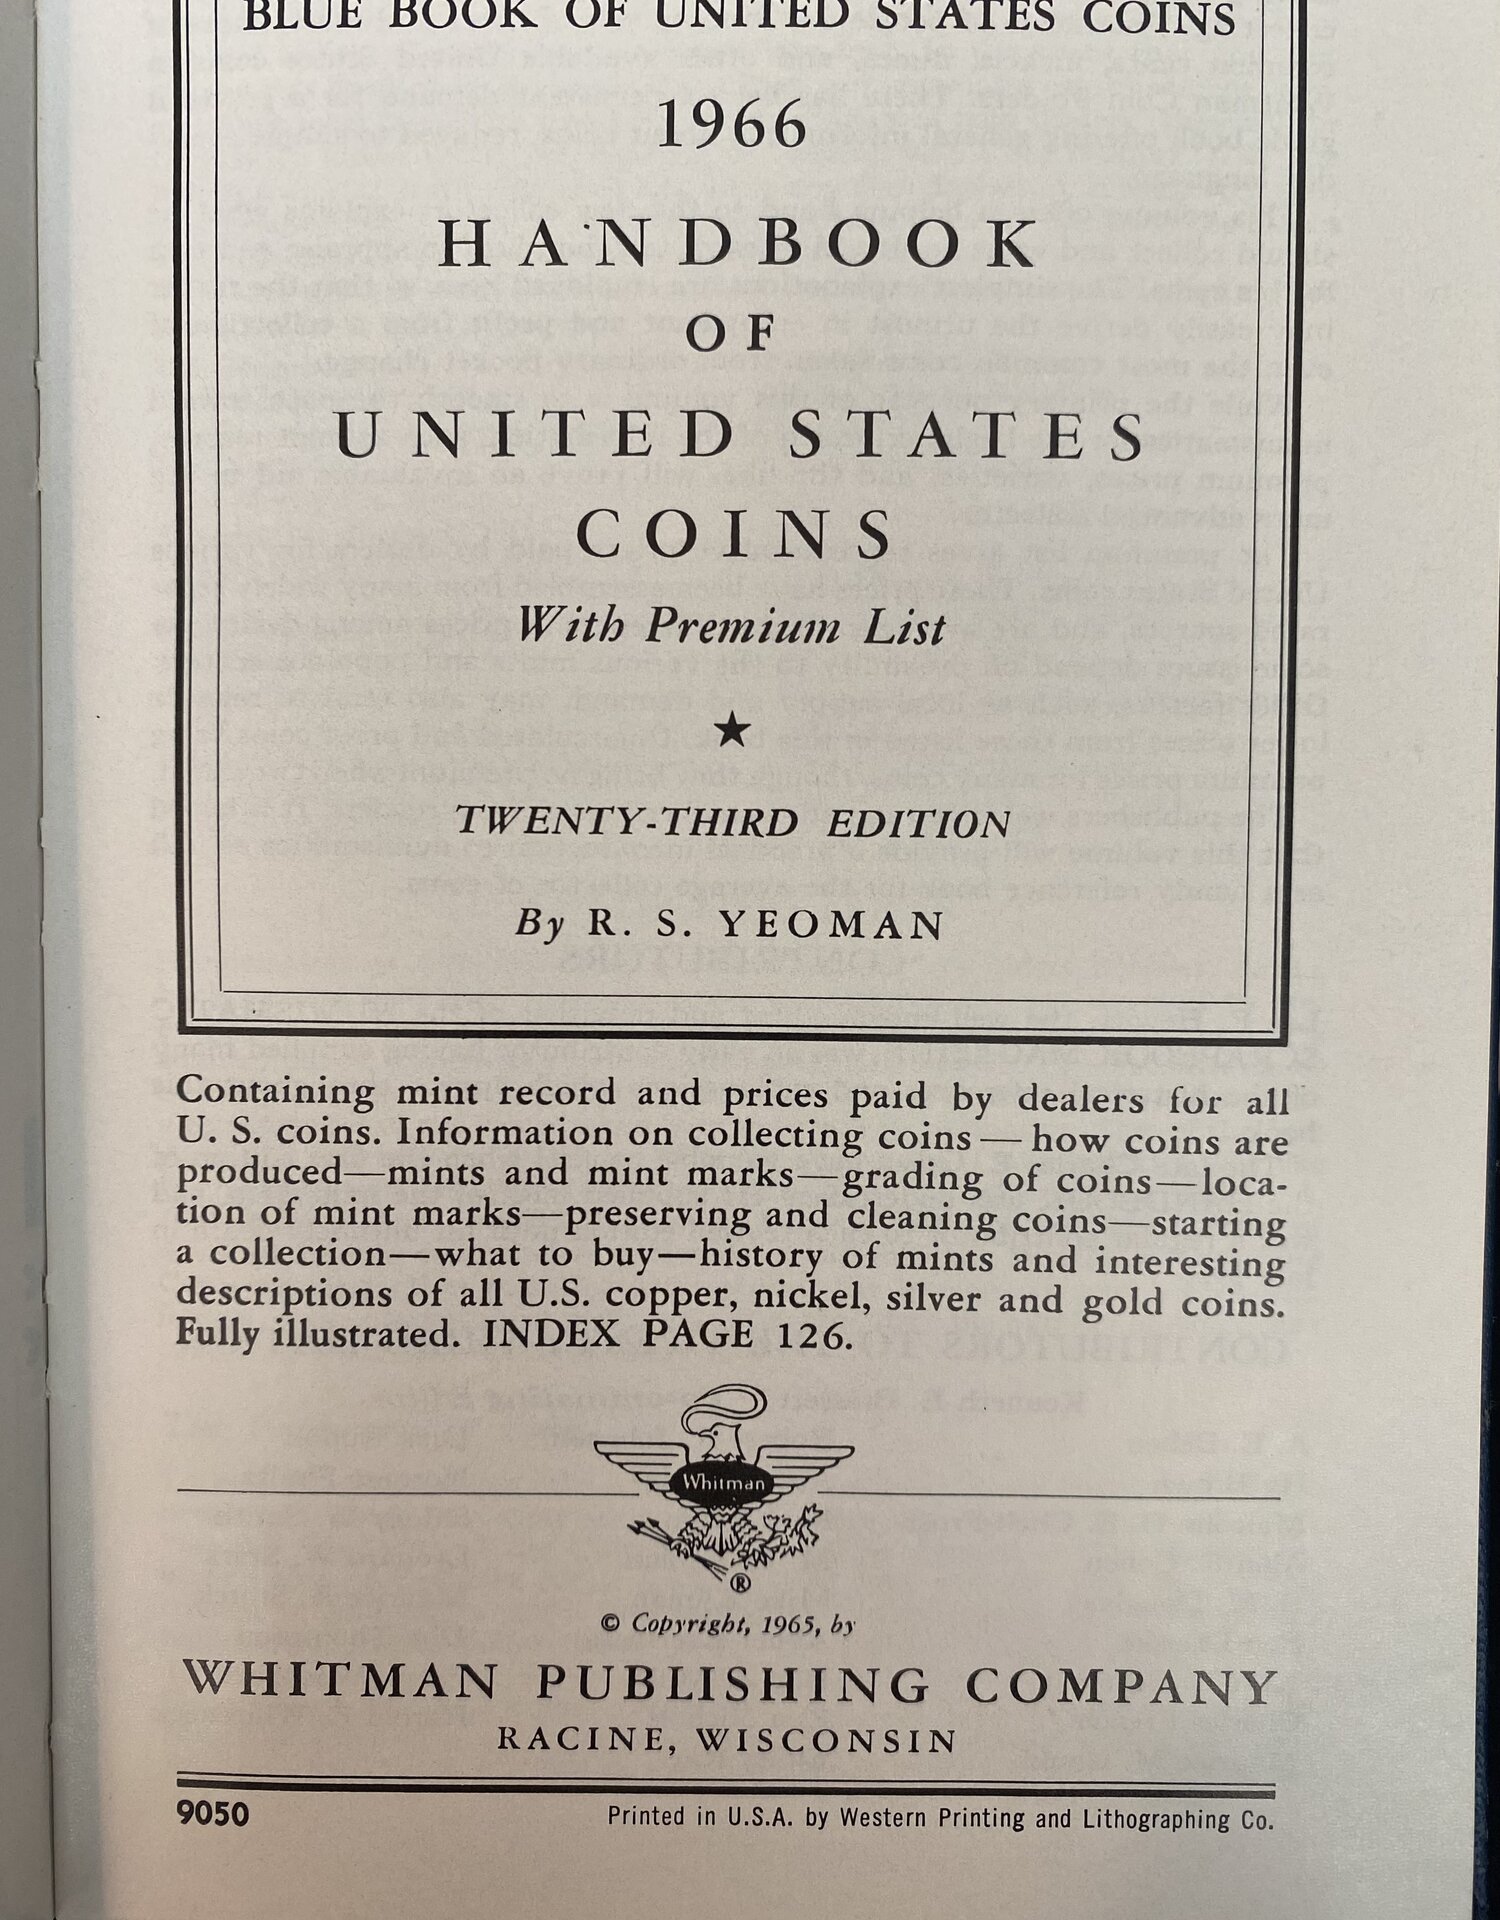 BLUE BOOK OF UNITED STATES COINS
1966
HANDBOOK
OF
UNITED STATES
COINS
With Premium List
★
TWENTY-THIRD EDITION
By R. S. YEOMAN
Containing mint record and prices paid by dealers for all
U. S. coins. Information on collecting coins — how coins are
produced—mints and mint marks—grading of coins—loca-
tion of mint marks—preserving and cleaning coins—starting
a collection—what to buy—history of mints and interesting
descriptions of all U.S. copper, nickel, silver and gold coins.
Fully illustrated. INDEX PAGE 126.
Whitman
®
© Copyright, 1965, by
WHITMAN PUBLISHING COMPANY
RACINE, WISCONSIN
9050 Printed in U.S.A. by Western Printing and Lithographing Co.